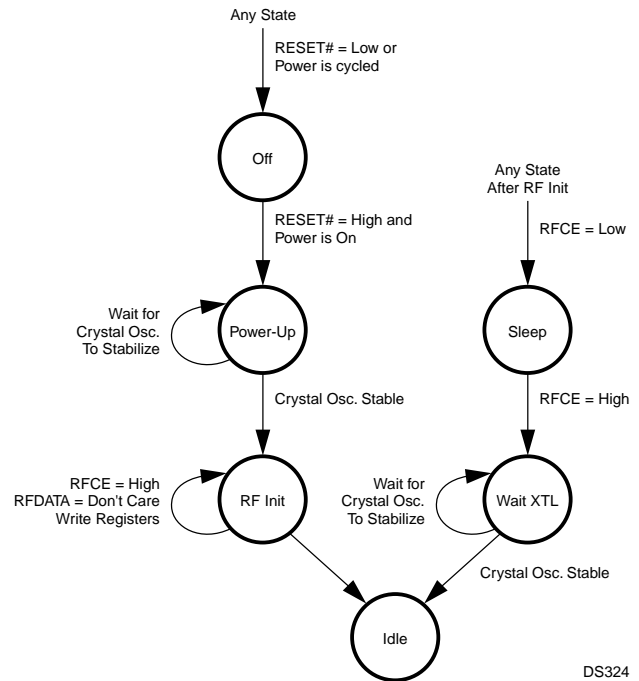 Any State
RESET# = Low or
Power is cycled
Off
RESET# = High and
Power is On
Wait for
Crystal Osc.
To Stabilize
Power-Up
Crystal Osc. Stable
RFCE = High
RFDATA = Don't Care
Write Registers
RF Init
Any State
After RF Init
RFCE = Low
Sleep
RFCE = High
Wait for
Crystal Osc.
To Stabilize
Wait XTL
Crystal Osc. Stable
Idle
DS324